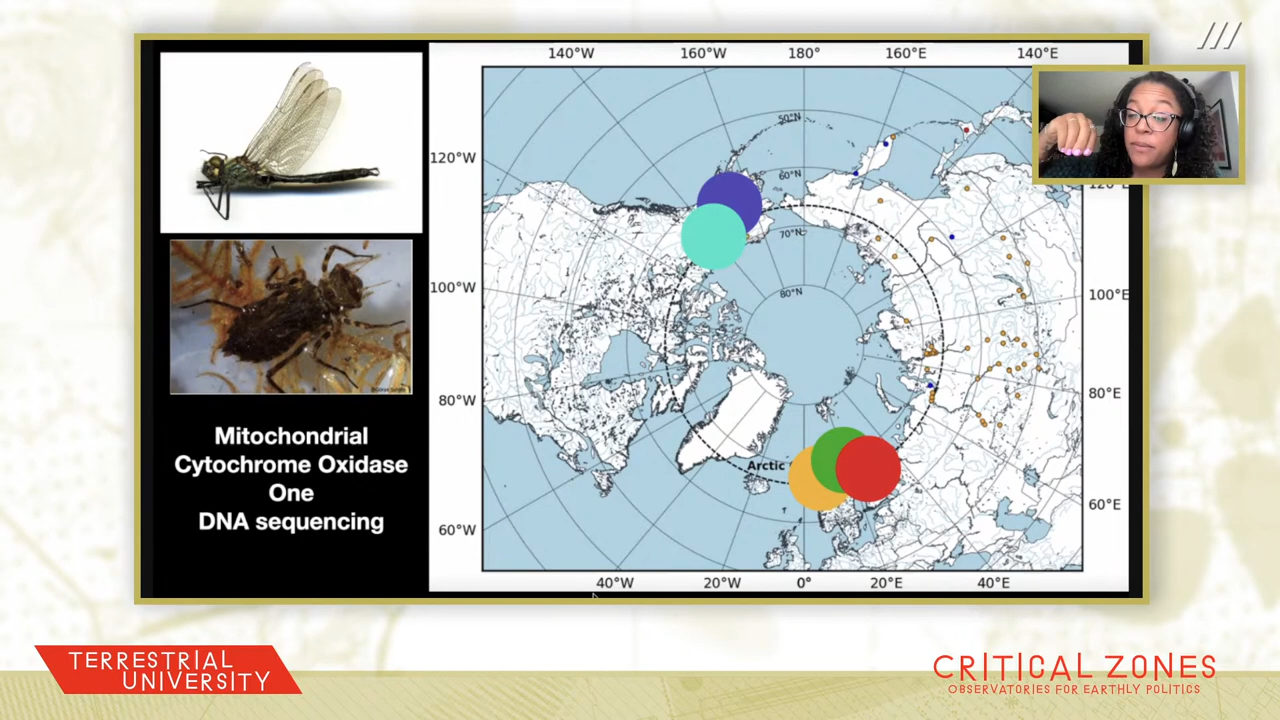 140°W 160°W 180° 160°E 140°E
120°W
100°W
80°W
60°W
50°N
60°N
70°N
80°N
100°E
80°E
60°E
Arctic
40°W 20°W 0° 20°E 40°E
Mitochondrial
Cytochrome Oxidase
One
DNA sequencing
TERRESTRIAL
UNIVERSITY
CRITICAL ZONES
OBSERVATORIES FOR EARTHLY POLITICS